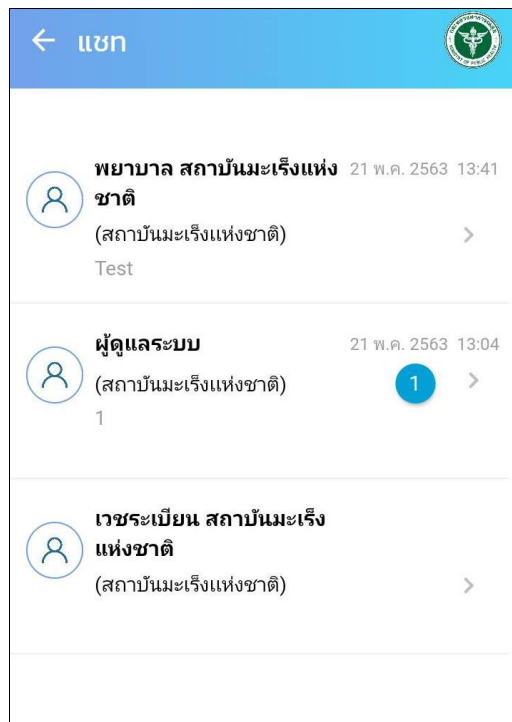 แชท
พยาบาล สถาบันมะเร็งแห่ง 21 พ.ค. 2563 13:41
ชาติ
(สถาบันมะเร็งแห่งชาติ)
Test
ผู้ดูแลระบบ 21 พ.ค. 2563 13:04
(สถาบันมะเร็งแห่งชาติ) 1
1
เวชระเบียน สถาบันมะเร็ง
แห่งชาติ
(สถาบันมะเร็งแห่งชาติ)